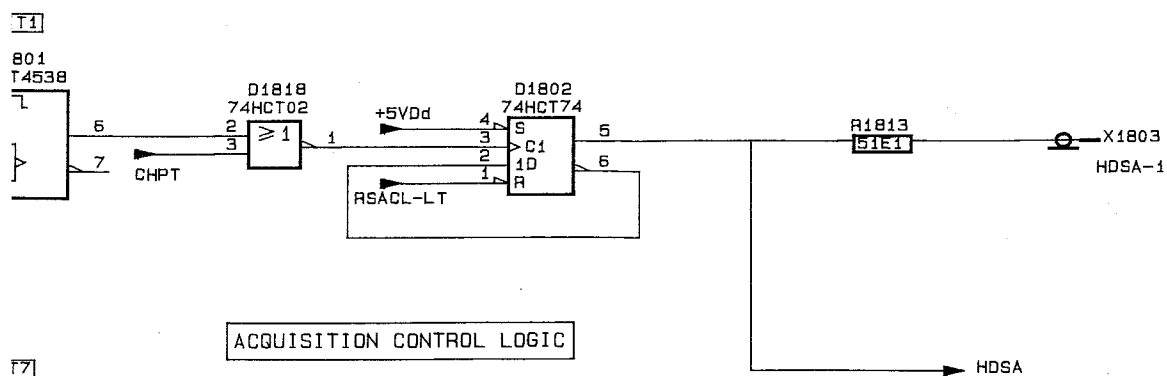 T1
801
T4538
6
7
D1818
74HCT02
2
3
≥1
1
CHPT
+5VDd
D1802
74HCT74
4
3
2
1
S
C1
1D
R
5
6
RSACL-LT
R1813
51E1
X1803
HDSA-1
ACQUISITION CONTROL LOGIC
HDSA
T7